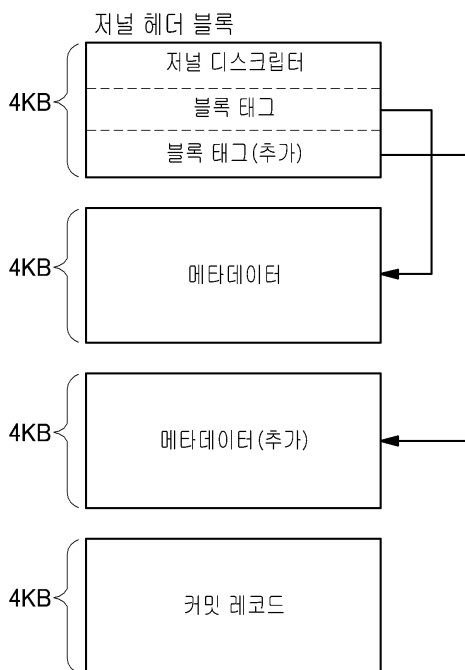 저널 헤더 블록
저널 디스크립터
4KB
블록 태그
블록 태그(추가)
4KB
메타데이터
4KB
메타데이터(추가)
4KB
커밋 레코드